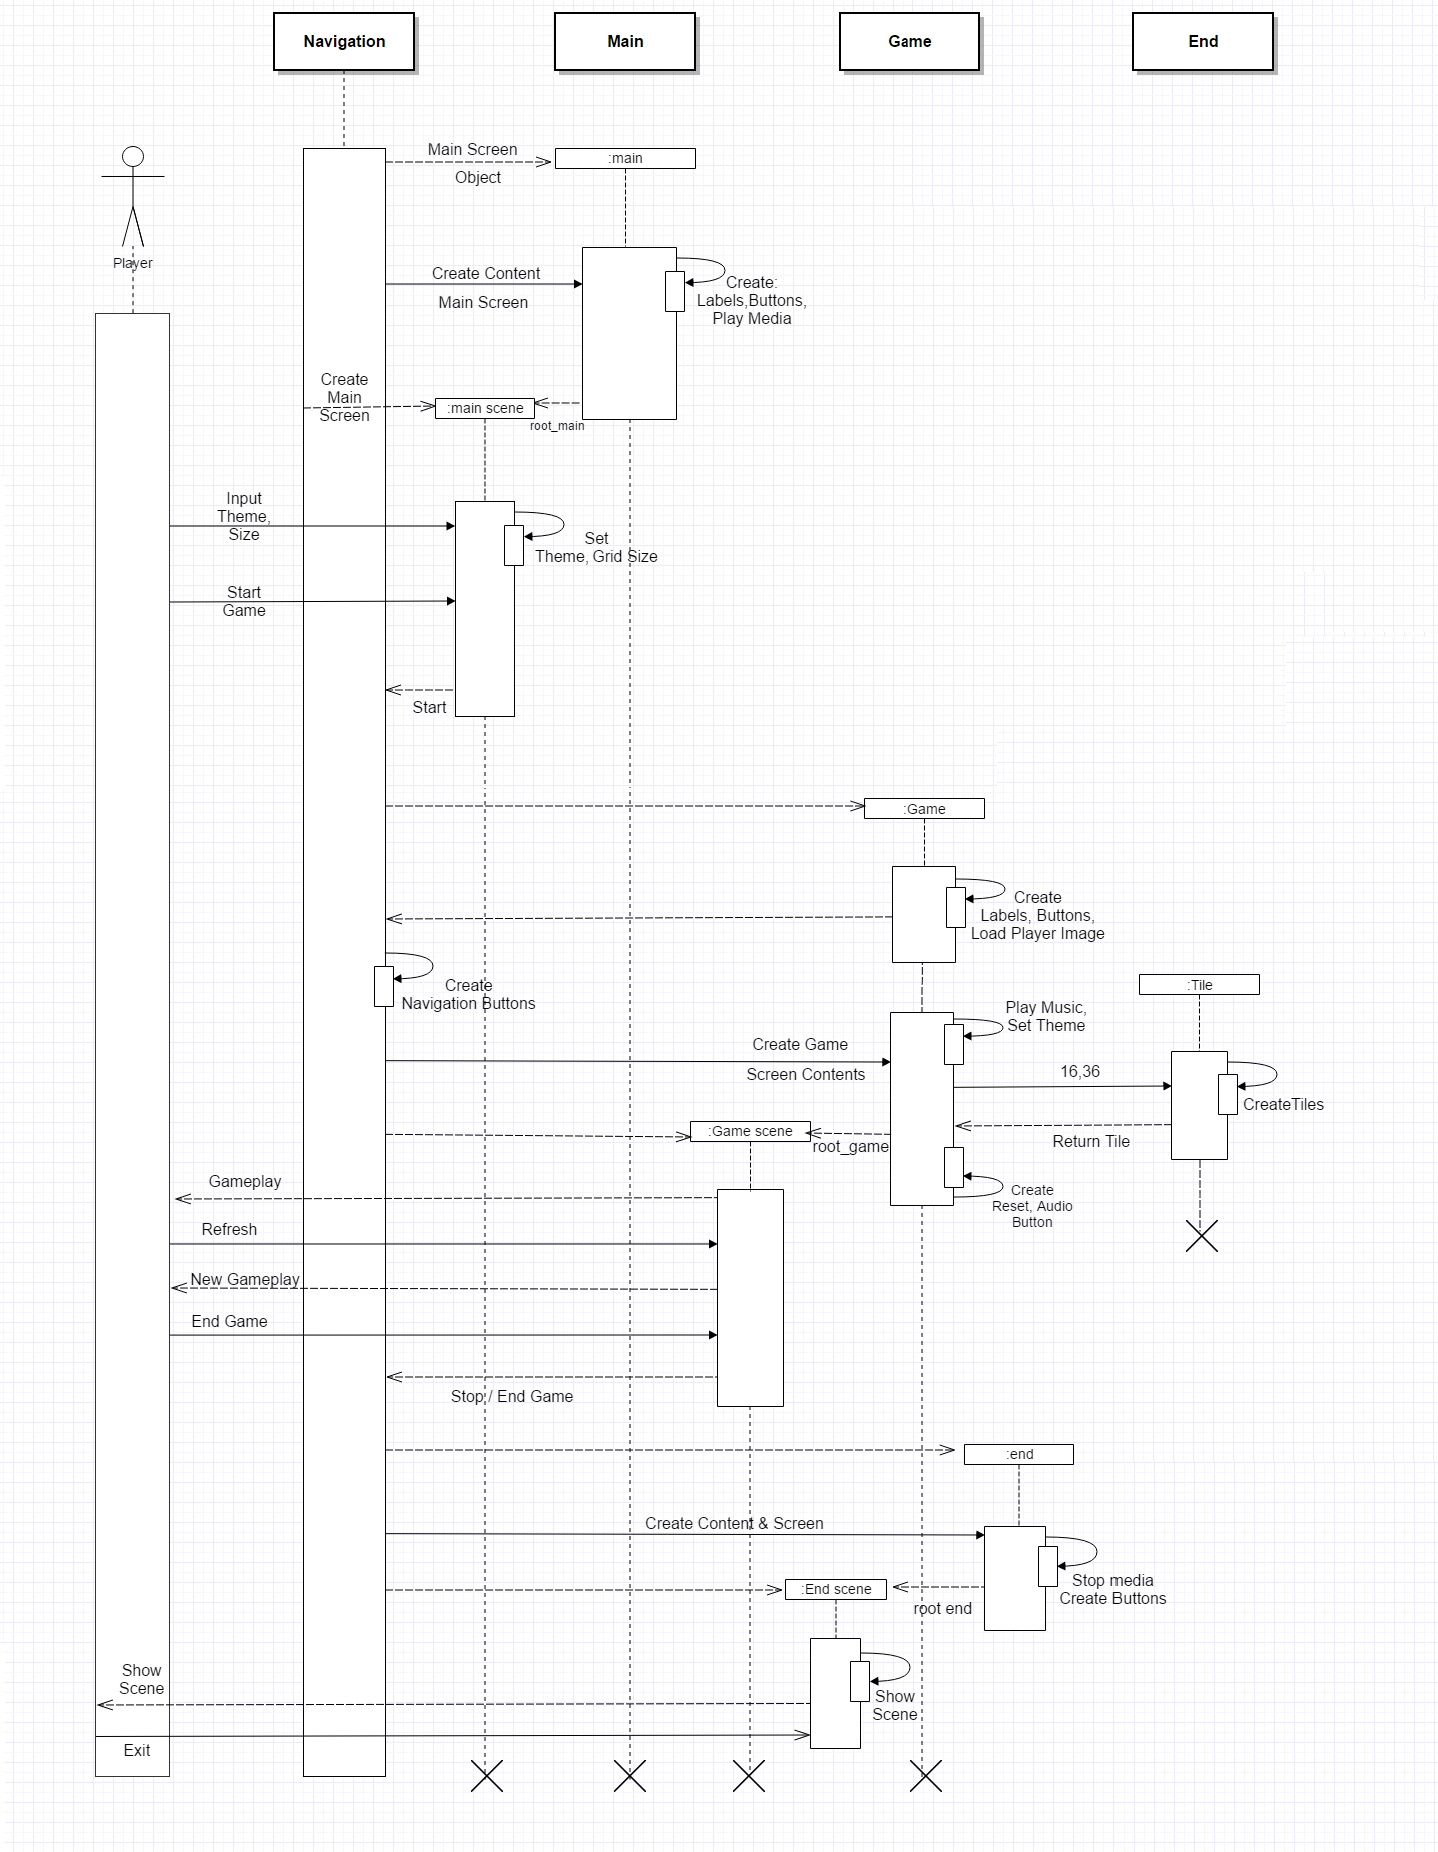 Navigation
Main
Game
End
Main Screen
Object
:main
Player
Create Content
Main Screen
Create:
Labels,Buttons,
Play Media
Create
Main
Screen
:main scene
root_main
Input
Theme,
Size
Set
Theme, Grid Size
Start
Game
Start
:Game
Create
Labels, Buttons,
Load Player Image
Create
Navigation Buttons
:Tile
Play Music,
Set Theme
Create Game
Screen Contents
16,36
CreateTiles
:Game scene
root_game
Return Tile
Gameplay
Create
Reset, Audio
Button
Refresh
New Gameplay
End Game
Stop / End Game
:end
Create Content & Screen
:End scene
root end
Stop media
Create Buttons
Show
Scene
Show
Scene
Exit